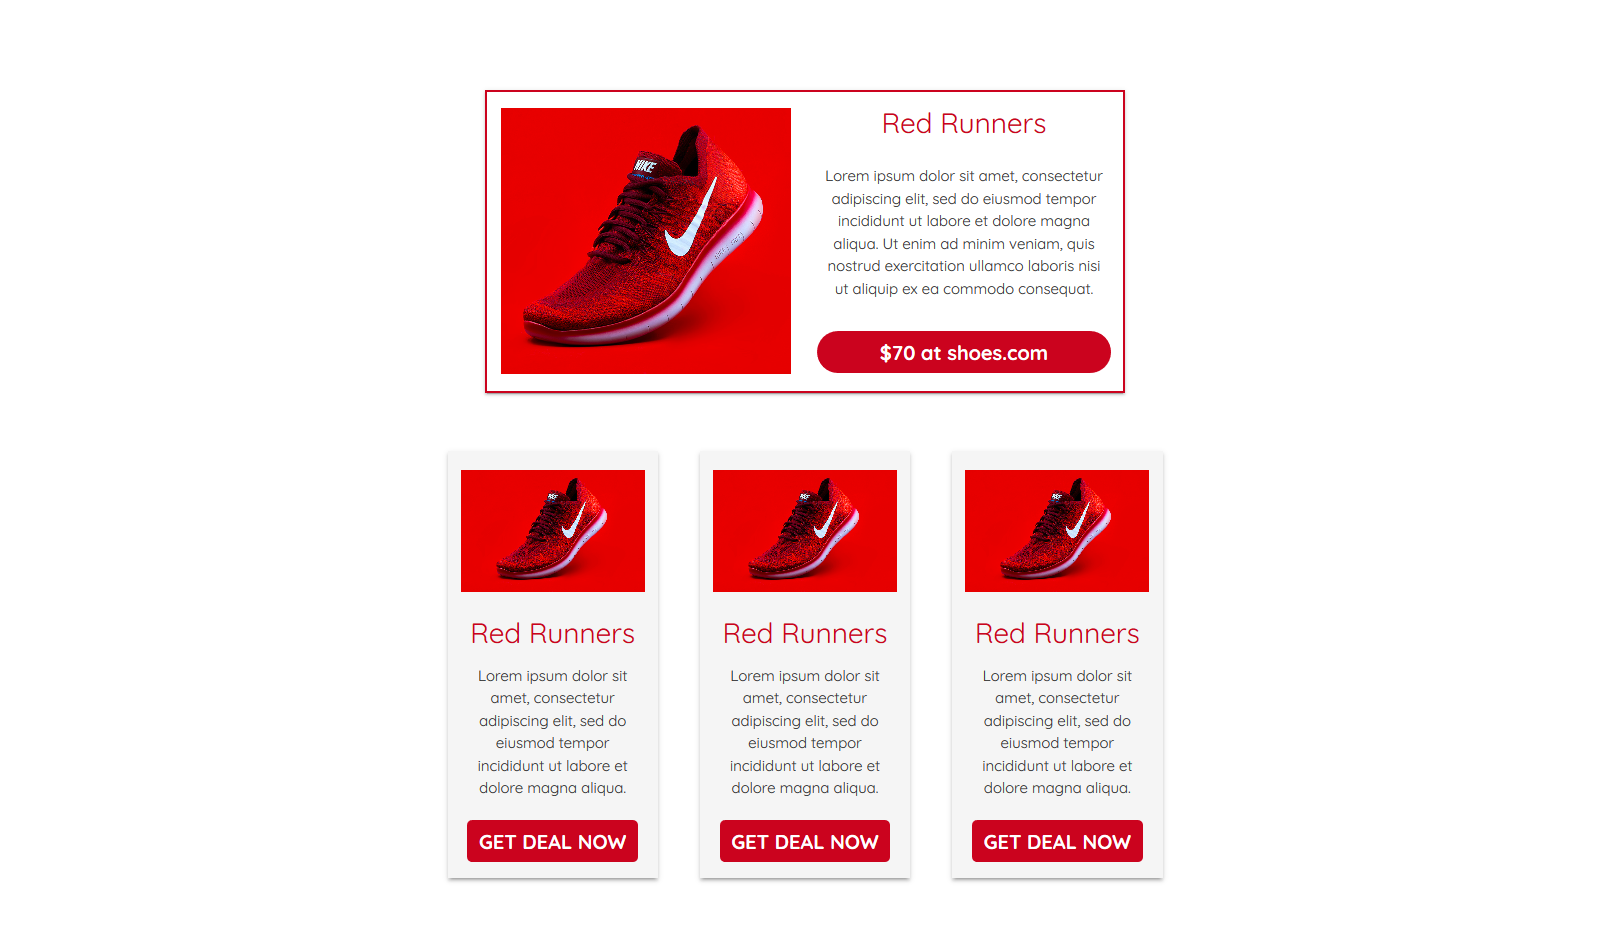 NIKE
Red Runners
Lorem ipsum dolor sit amet, consectetur
adipiscing elit, sed do eiusmod tempor
incididunt ut labore et dolore magna
aliqua. Ut enim ad minim veniam, quis
nostrud exercitation ullamco laboris nisi
ut aliquip ex ea commodo consequat.
$70 at shoes.com
Red Runners
Lorem ipsum dolor sit
amet, consectetur
adipiscing elit, sed do
eiusmod tempor
incididunt ut labore et
dolore magna aliqua.
GET DEAL NOW
Red Runners
Lorem ipsum dolor sit
amet, consectetur
adipiscing elit, sed do
eiusmod tempor
incididunt ut labore et
dolore magna aliqua.
GET DEAL NOW
Red Runners
Lorem ipsum dolor sit
amet, consectetur
adipiscing elit, sed do
eiusmod tempor
incididunt ut labore et
dolore magna aliqua.
GET DEAL NOW